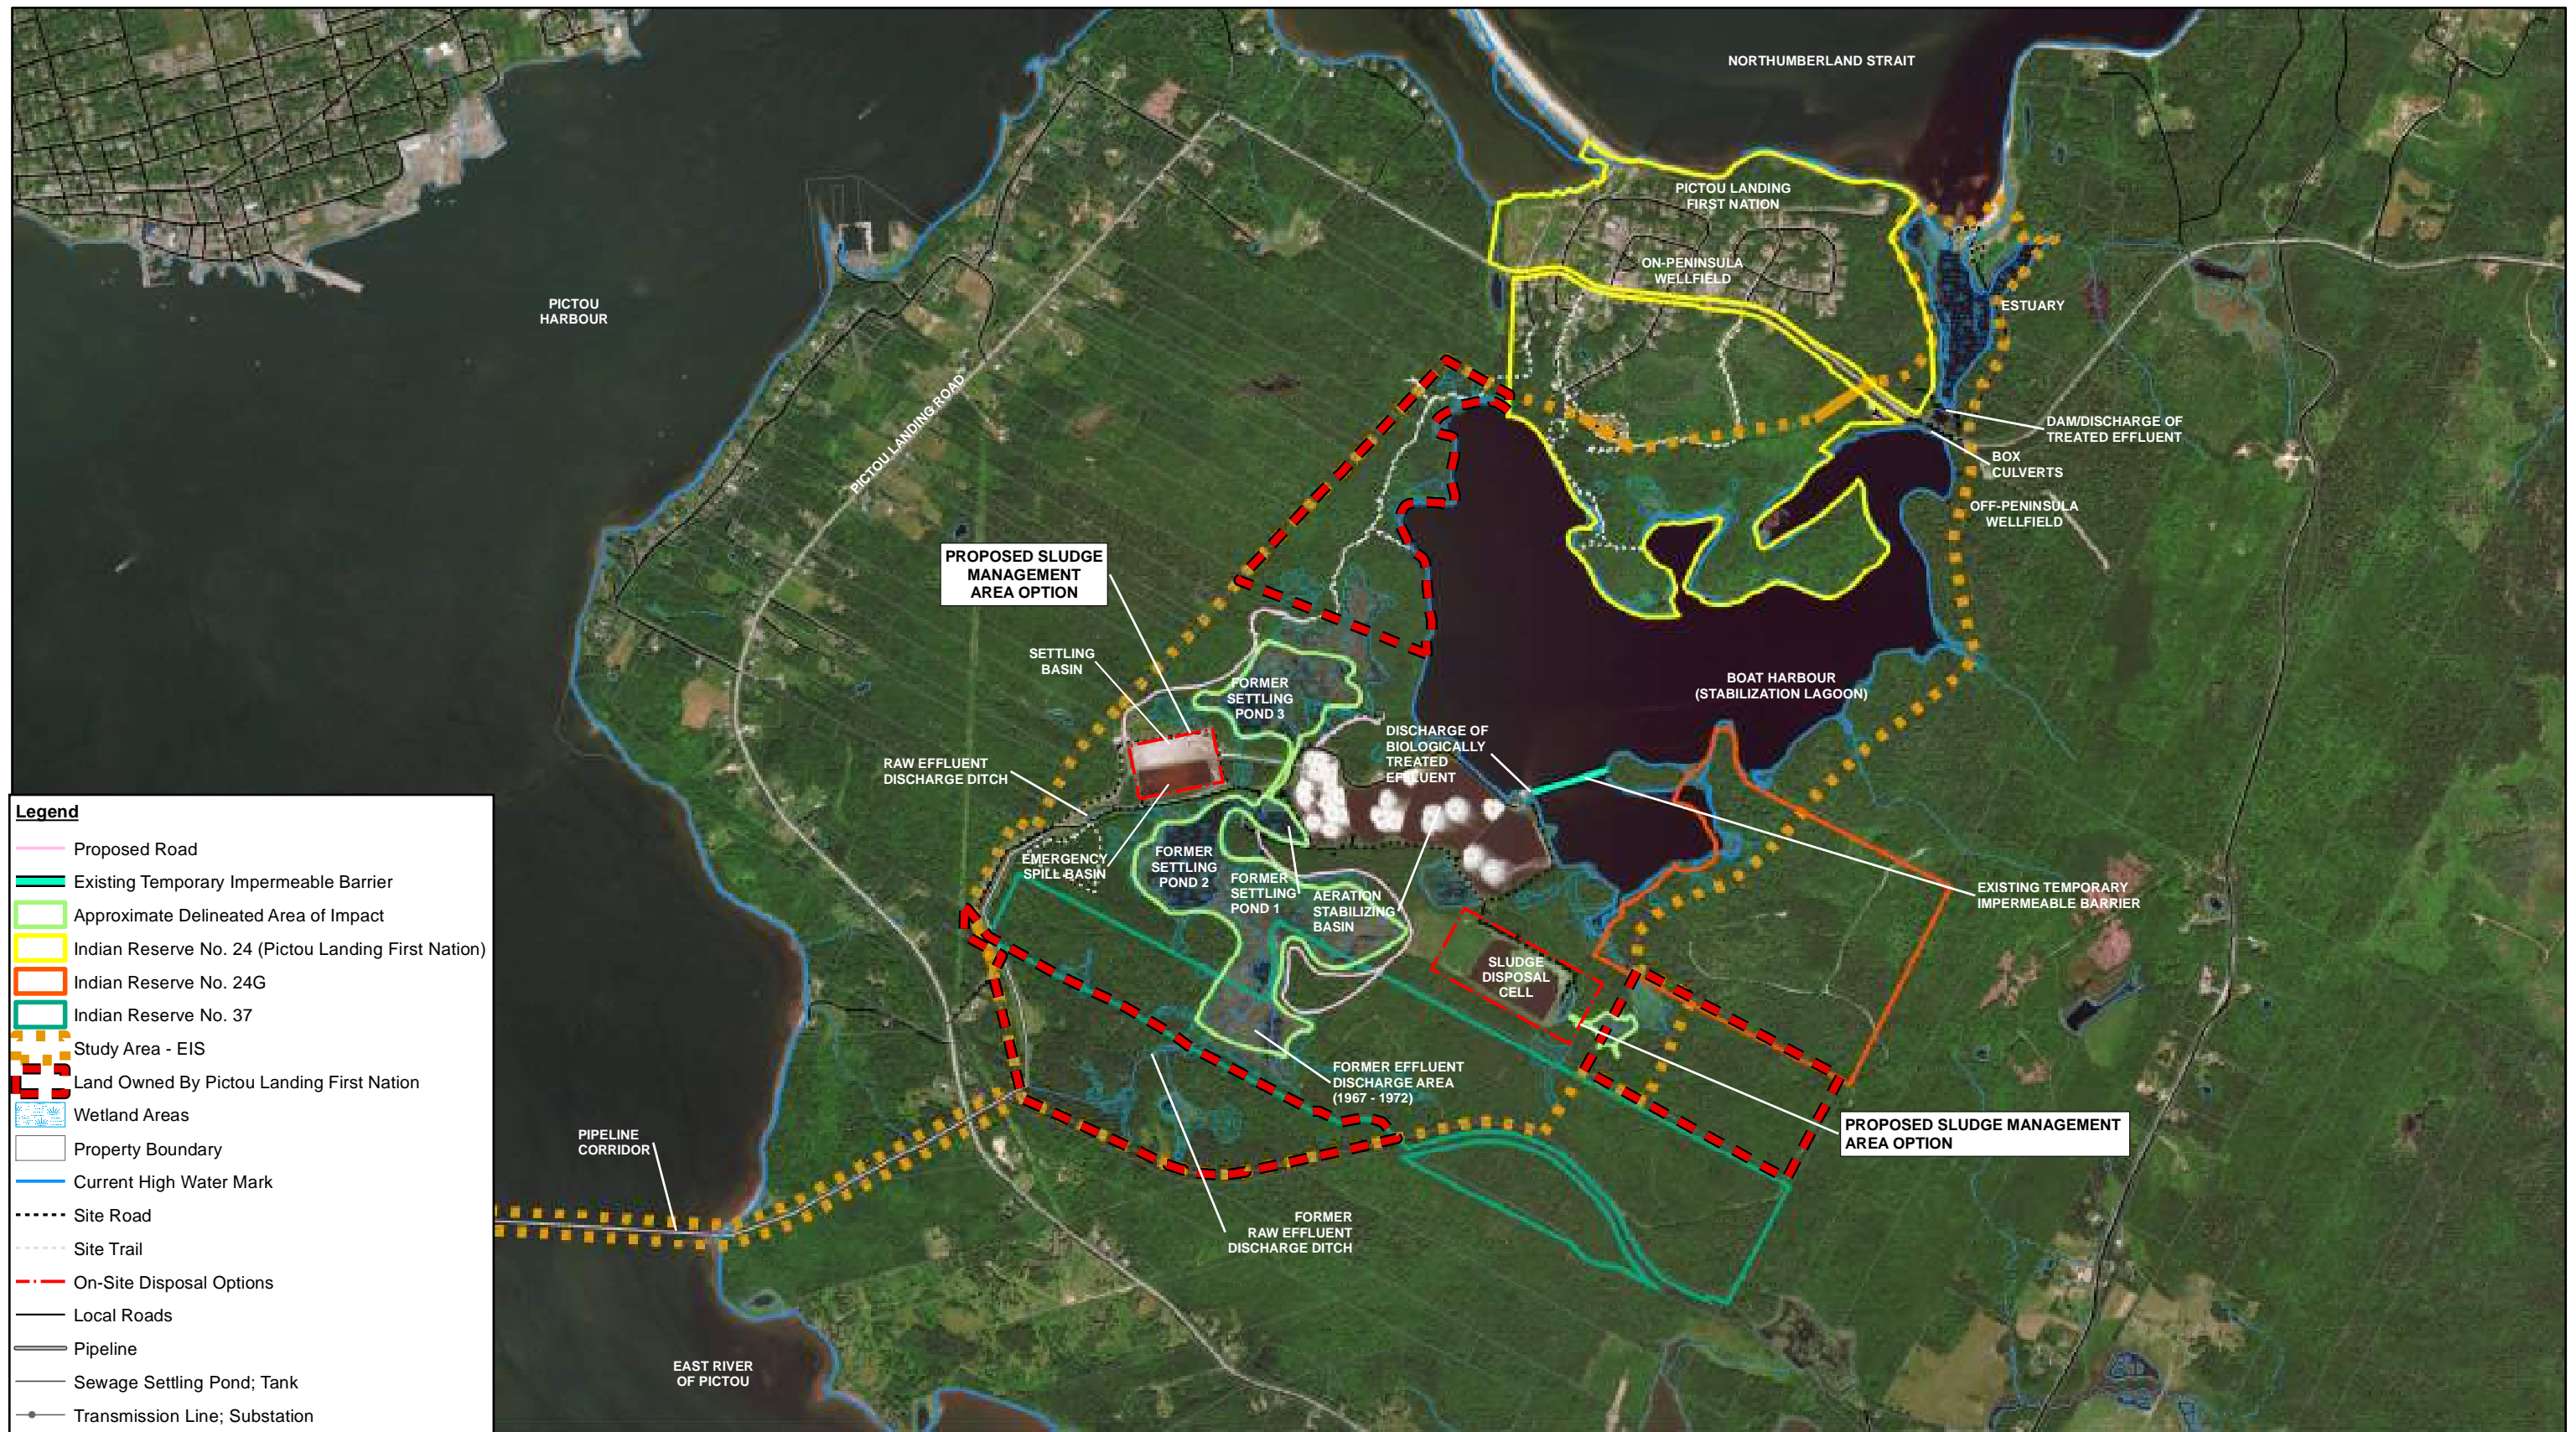 NORTHUMBERLAND STRAIT
PICTOU LANDING
FIRST NATION
ON-PENINSULA
WELLFIELD
PICTOU
HARBOUR
ESTUARY
PICTOU LANDING ROAD
DAM/DISCHARGE OF
TREATED EFFLUENT
BOX
CULVERTS
OFF-PENINSULA
WELLFIELD
PROPOSED SLUDGE
MANAGEMENT
AREA OPTION
SETTLING
BASIN
FORMER
SETTLING
POND 3
BOAT HARBOUR
(STABILIZATION LAGOON)
DISCHARGE OF
BIOLOGICALLY
TREATED
EFFLUENT
RAW EFFLUENT
DISCHARGE DITCH
EMERGENCY
SPILL BASIN
FORMER
SETTLING
POND 2
FORMER
SETTLING
POND 1
AERATION
STABILIZING
BASIN
EXISTING TEMPORARY
IMPERMEABLE BARRIER
SLUDGE
DISPOSAL
CELL
FORMER EFFLUENT
DISCHARGE AREA
(1967 - 1972)
PROPOSED SLUDGE MANAGEMENT
AREA OPTION
PIPELINE
CORRIDOR
FORMER
RAW EFFLUENT
DISCHARGE DITCH
EAST RIVER
OF PICTOU
Legend
Proposed Road
Existing Temporary Impermeable Barrier
Approximate Delineated Area of Impact
Indian Reserve No. 24 (Pictou Landing First Nation)
Indian Reserve No. 24G
Indian Reserve No. 37
Study Area - EIS
Land Owned By Pictou Landing First Nation
Wetland Areas
Property Boundary
Current High Water Mark
Site Road
Site Trail
On-Site Disposal Options
Local Roads
Pipeline
Sewage Settling Pond; Tank
Transmission Line; Substation